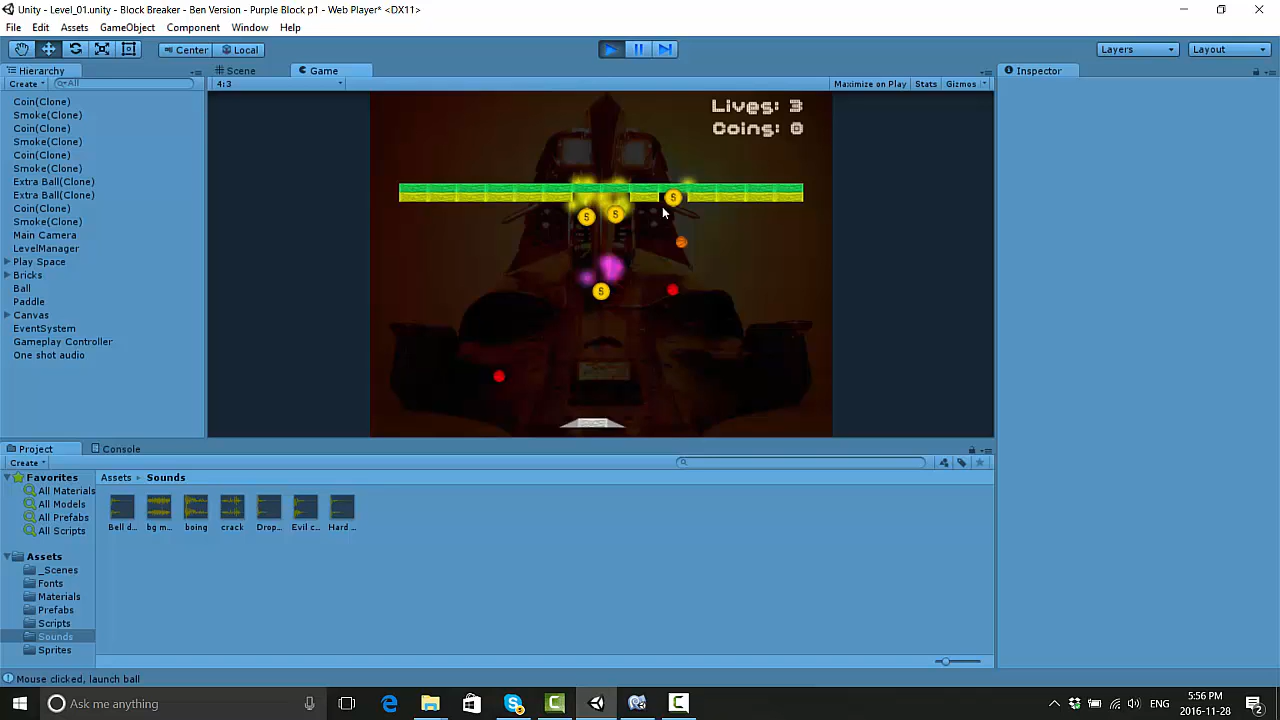 Unity - Level_01.unity - Block Breaker - Ben Version - Purple Block p1 - Web Player* <DX11>
File Edit Assets GameObject Component Window Help
Center Local Layers Layout
Hierarchy Scene Game Inspector
Create All 4:3 Maximize on Play Stats Gizmos
Coin(Clone)
Smoke(Clone)
Coin(Clone)
Smoke(Clone)
Coin(Clone)
Smoke(Clone)
Extra Ball(Clone)
Extra Ball(Clone)
Coin(Clone)
Smoke(Clone)
Main Camera
LevelManager
Play Space
Bricks
Ball
Paddle
Canvas
EventSystem
Gameplay Controller
One shot audio
Lives: 3
Coins: 0
S
S
S
S
Project Console
Create
Favorites
All Materials
All Models
All Prefabs
All Scripts
Assets
_Scenes
Fonts
Materials
Prefabs
Scripts
Sounds
Sprites
Assets Sounds
Bell d... bg m... boing crack Drop... Evil c... Hard ...
Mouse clicked, launch ball
Ask me anything
ENG
5:56 PM
2016-11-28
2